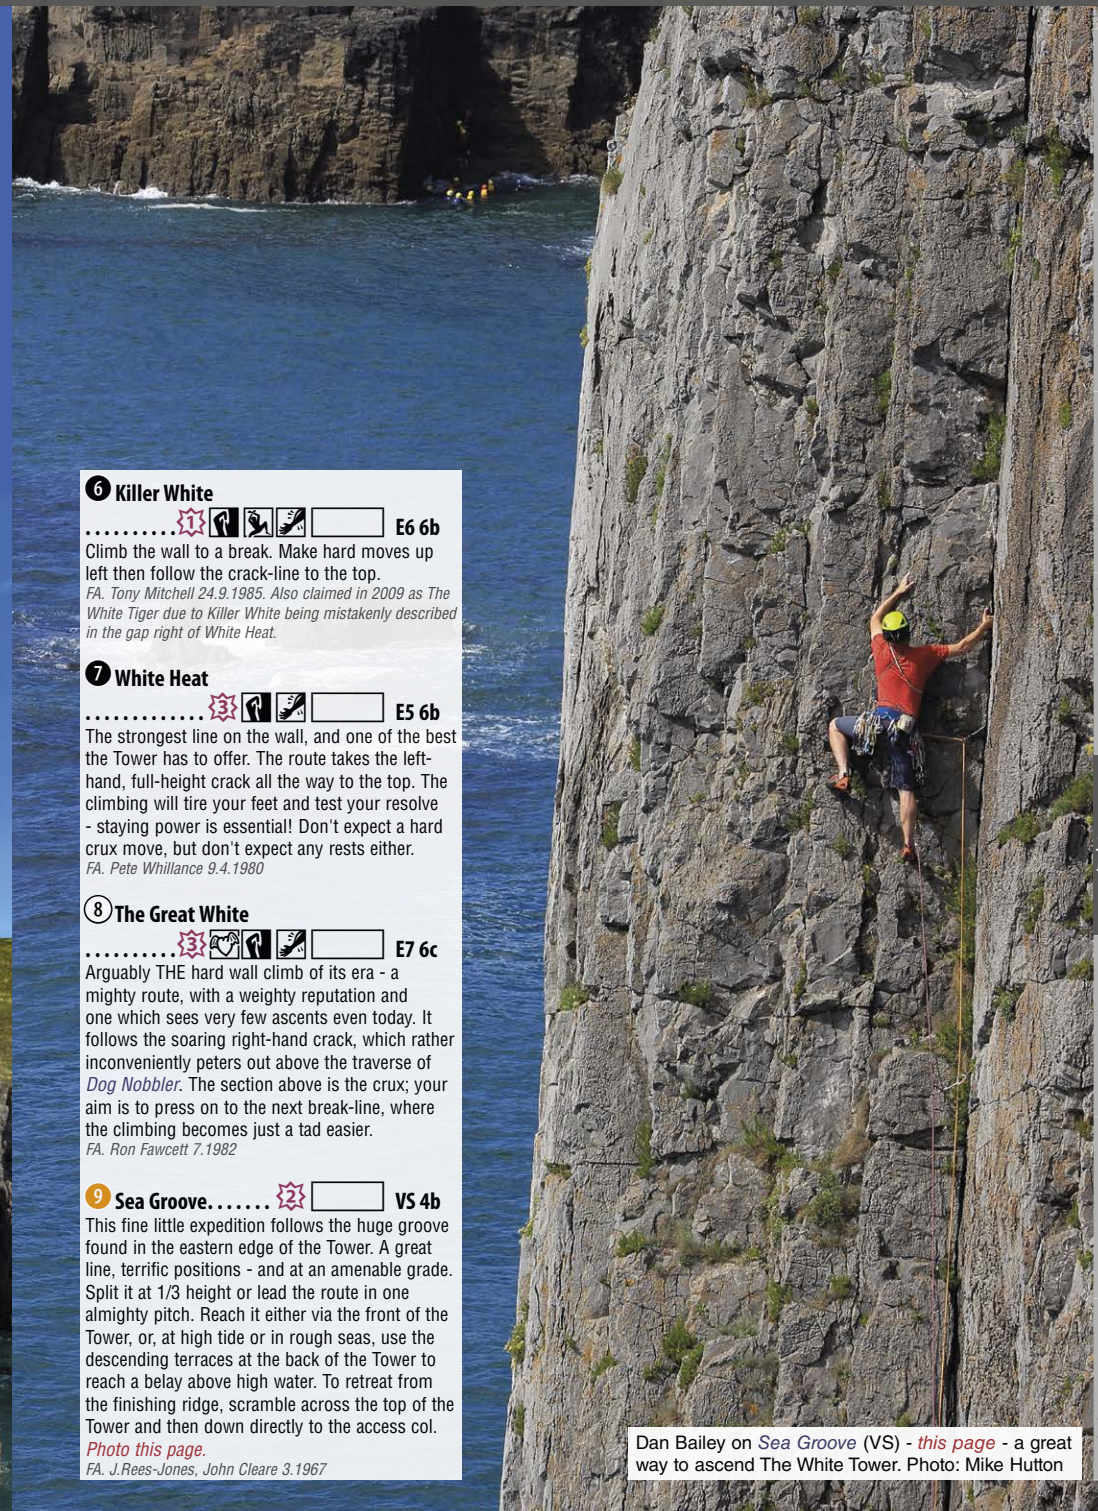 6 Killer White
.......... 1 E6 6b
Climb the wall to a break. Make hard moves up
left then follow the crack-line to the top.
FA. Tony Mitchell 24.9.1985. Also claimed in 2009 as The
White Tiger due to Killer White being mistakenly described
in the gap right of White Heat.
7 White Heat
............ 3 E5 6b
The strongest line on the wall, and one of the best
the Tower has to offer. The route takes the left-
hand, full-height crack all the way to the top. The
climbing will tire your feet and test your resolve
- staying power is essential! Don't expect a hard
crux move, but don't expect any rests either.
FA. Pete Whillance 9.4.1980
8 The Great White
.......... 3 E7 6c
Arguably THE hard wall climb of its era - a
mighty route, with a weighty reputation and
one which sees very few ascents even today. It
follows the soaring right-hand crack, which rather
inconveniently peters out above the traverse of
Dog Nobbler. The section above is the crux; your
aim is to press on to the next break-line, where
the climbing becomes just a tad easier.
FA. Ron Fawcett 7.1982
9 Sea Groove....... 2 VS 4b
This fine little expedition follows the huge groove
found in the eastern edge of the Tower. A great
line, terrific positions - and at an amenable grade.
Split it at 1/3 height or lead the route in one
almighty pitch. Reach it either via the front of the
Tower, or, at high tide or in rough seas, use the
descending terraces at the back of the Tower to
reach a belay above high water. To retreat from
the finishing ridge, scramble across the top of the
Tower and then down directly to the access col.
Photo this page.
FA. J.Rees-Jones, John Cleare 3.1967
Dan Bailey on Sea Groove (VS) - this page - a great
way to ascend The White Tower. Photo: Mike Hutton